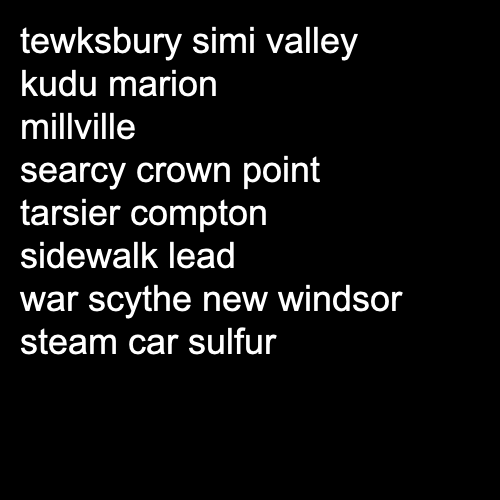 tewksbury simi valley
kudu marion
millville
searcy crown point
tarsier compton
sidewalk lead
war scythe new windsor
steam car sulfur